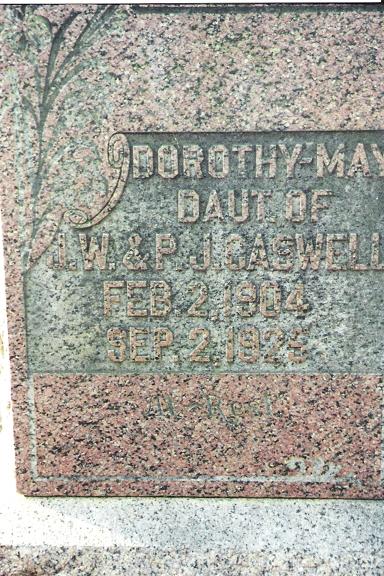 DOROTHY-MAY
DAUT. OF
J.W. & P.J. CASWELL
FEB. 2, 1904
SEP. 2, 1925
At Rest